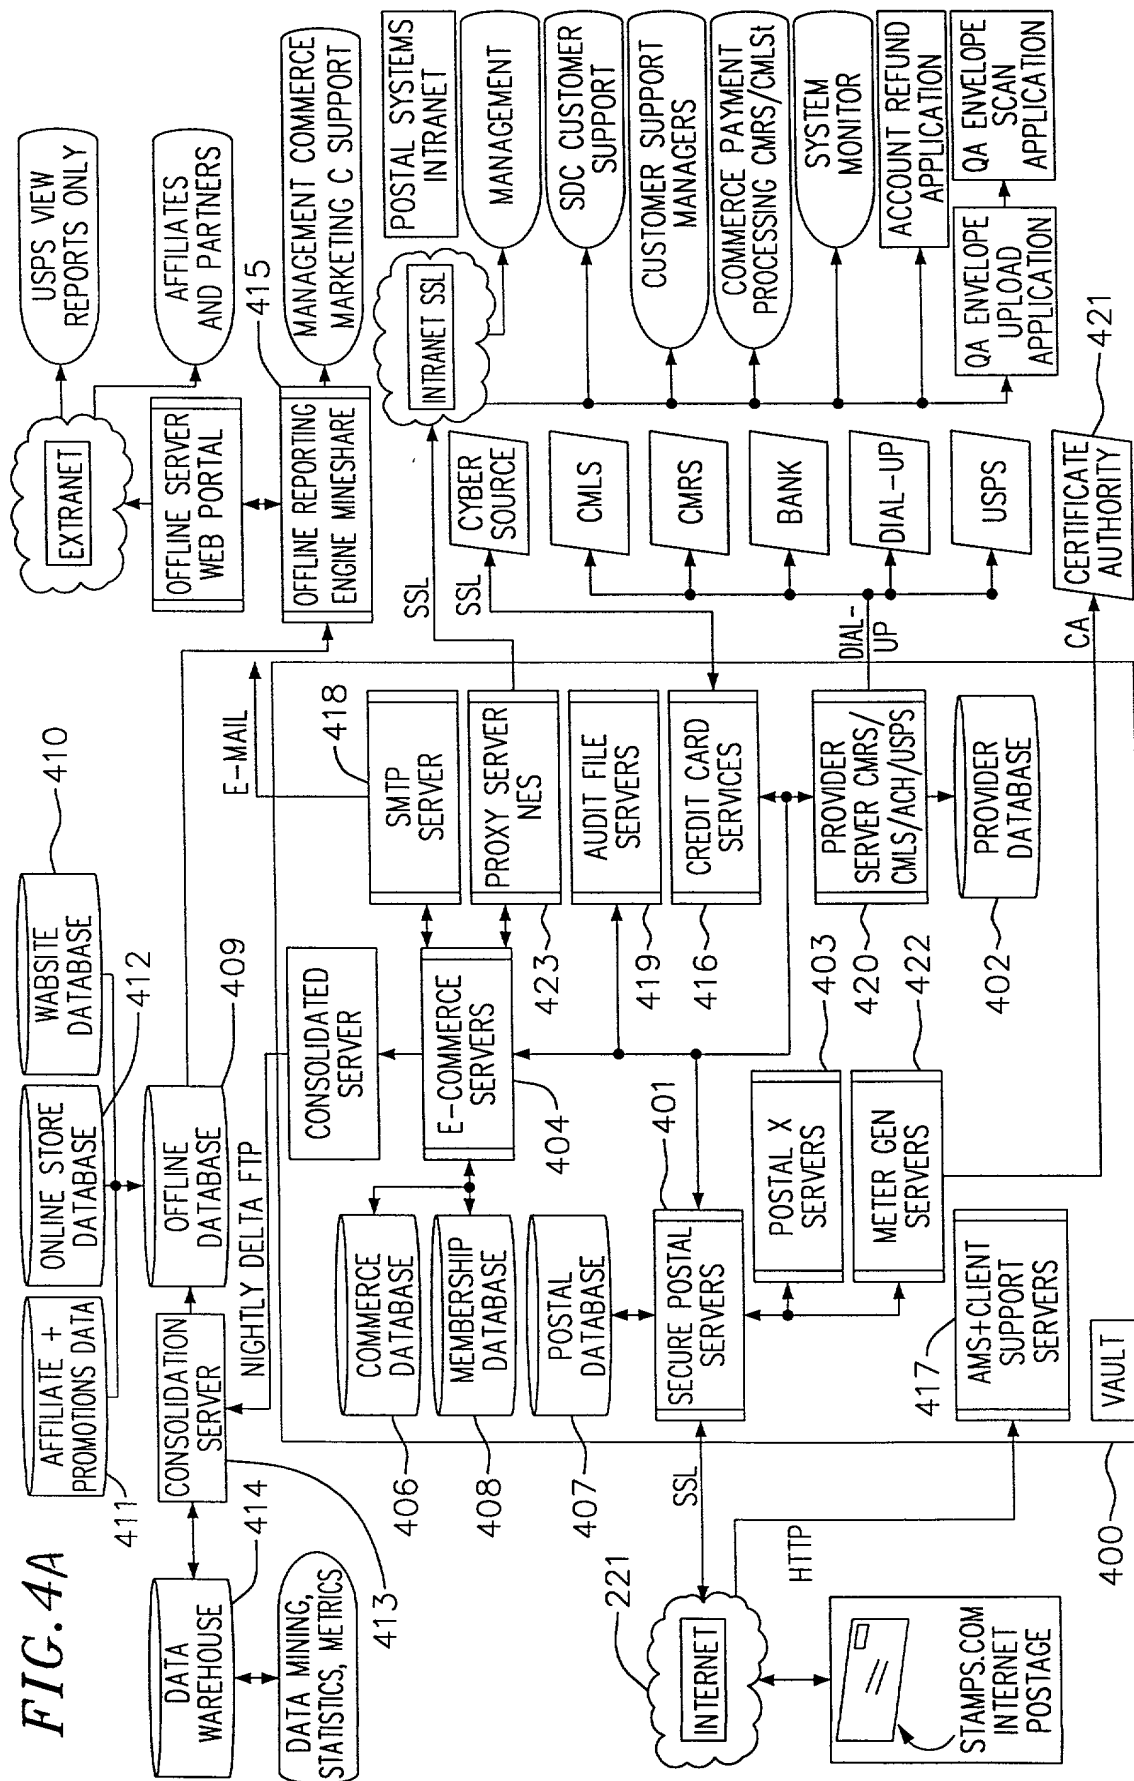 FIG. 4A
AFFILIATE +
PROMOTIONS DATA
411
ONLINE STORE
DATABASE
412
WABSITE
DATABASE
410
DATA
WAREHOUSE
414
CONSOLIDATION
SERVER
413
OFFLINE
DATABASE
409
DATA MINING,
STATISTICS, METRICS
NIGHTLY DELTA FTP
E-MAIL
EXTRANET
USPS VIEW
REPORTS ONLY
AFFILIATES
AND PARTNERS
OFFLINE SERVER
WEB PORTAL
OFFLINE REPORTING
ENGINE MINESHARE
415
MANAGEMENT COMMERCE
MARKETING C SUPPORT
COMMERCE
DATABASE
406
MEMBERSHIP
DATABASE
408
POSTAL
DATABASE
407
CONSOLIDATED
SERVER
E-COMMERCE
SERVERS
404
SMTP
SERVER
418
PROXY SERVER
NES
423
AUDIT FILE
SERVERS
419
CREDIT CARD
SERVICES
416
PROVIDER
SERVER CMRS/
CMLS/ACH/USPS
420
PROVIDER
DATABASE
402
SECURE POSTAL
SERVERS
401
POSTAL X
SERVERS
403
METER GEN
SERVERS
422
AMS+CLIENT
SUPPORT
SERVERS
417
VAULT
400
INTERNET
221
SSL
HTTP
STAMPS.COM
INTERNET
POSTAGE
SSL
SSL
DIAL-
UP
CA
CYBER
SOURCE
CMLS
CMRS
BANK
DIAL-UP
USPS
CERTIFICATE
AUTHORITY
421
INTRANET SSL
POSTAL SYSTEMS
INTRANET
MANAGEMENT
SDC CUSTOMER
SUPPORT
CUSTOMER SUPPORT
MANAGERS
COMMERCE PAYMENT
PROCESSING CMRS/CMLSt
SYSTEM
MONITOR
ACCOUNT REFUND
APPLICATION
QA ENVELOPE
UPLOAD
APPLICATION
QA ENVELOPE
SCAN
APPLICATION